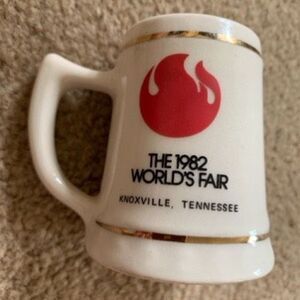 THE 1982
WORLD'S FAIR
KNOXVILLE, TENNESSEE